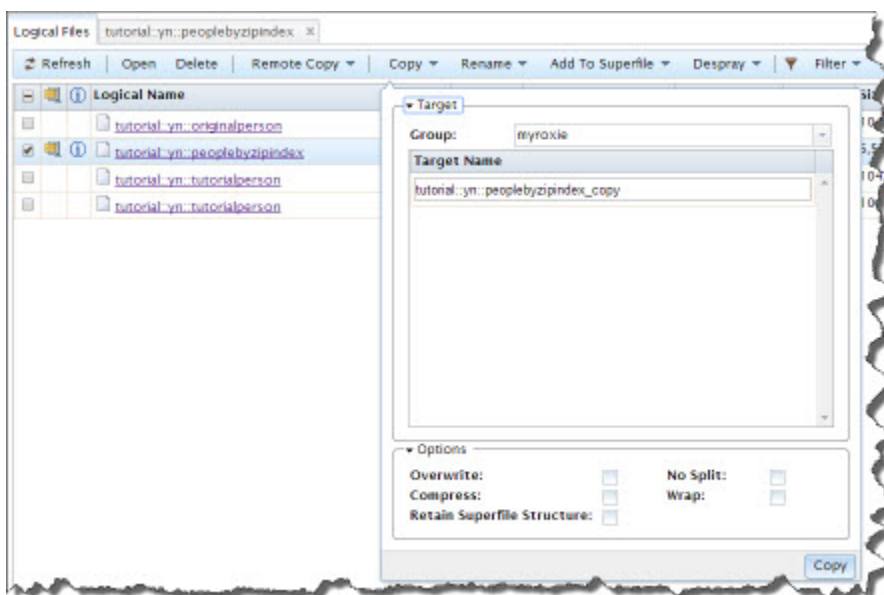 Logical Files tutorial::yn::peoplebyzipindex
Refresh Open Delete Remote Copy Copy Rename Add To Superfile Despray Filter
Logical Name
tutorial::yn::originalperson
tutorial::yn::peoplebyzipindex
tutorial::yn::tutorialperson
tutorial::yn::tutorialperson
Target
Group: myroxie
Target Name
tutorial::yn::peoplebyzipindex_copy
Options
Overwrite: No Split:
Compress: Wrap:
Retain Superfile Structure:
Copy